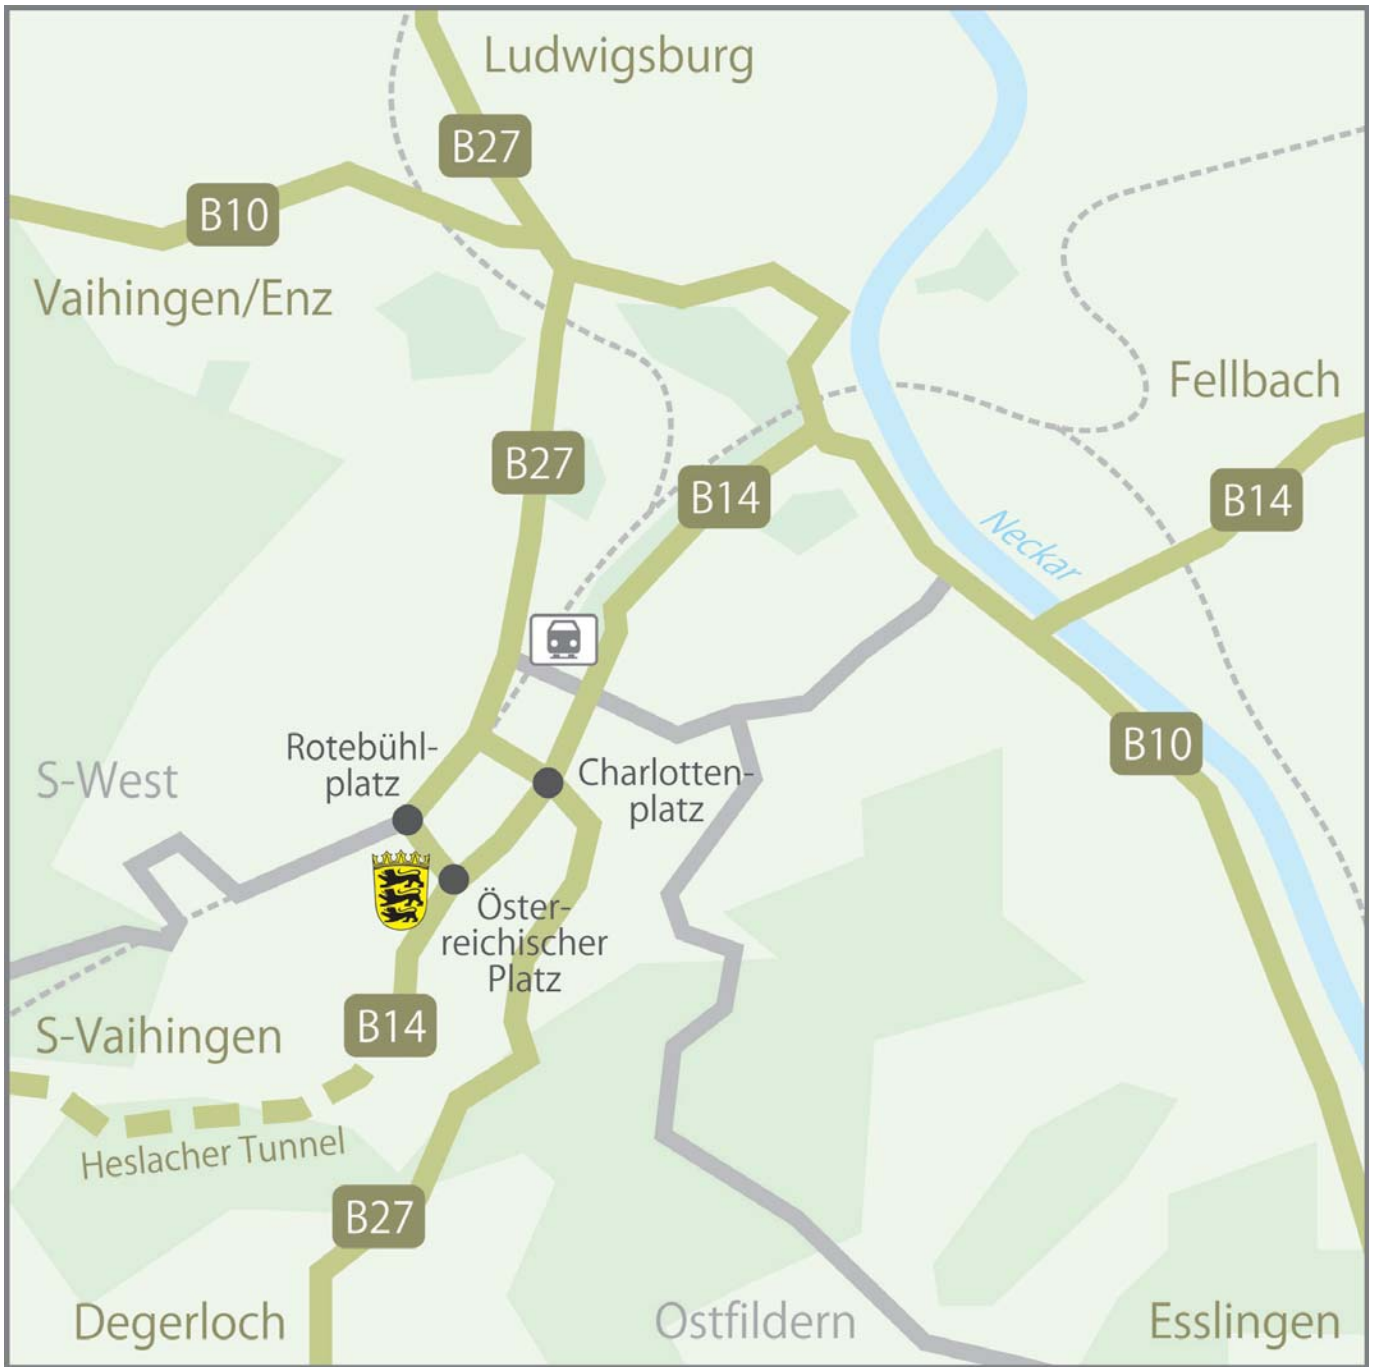 Ludwigsburg
B27
B10
Vaihingen/Enz
Fellbach
B27
B14
B14
Neckar
Rotebühl-
platz
S-West
Charlotten-
platz
B10
Öster-
reichischer
Platz
B14
S-Vaihingen
Heslacher Tunnel
B27
Degerloch
Ostfildern
Esslingen